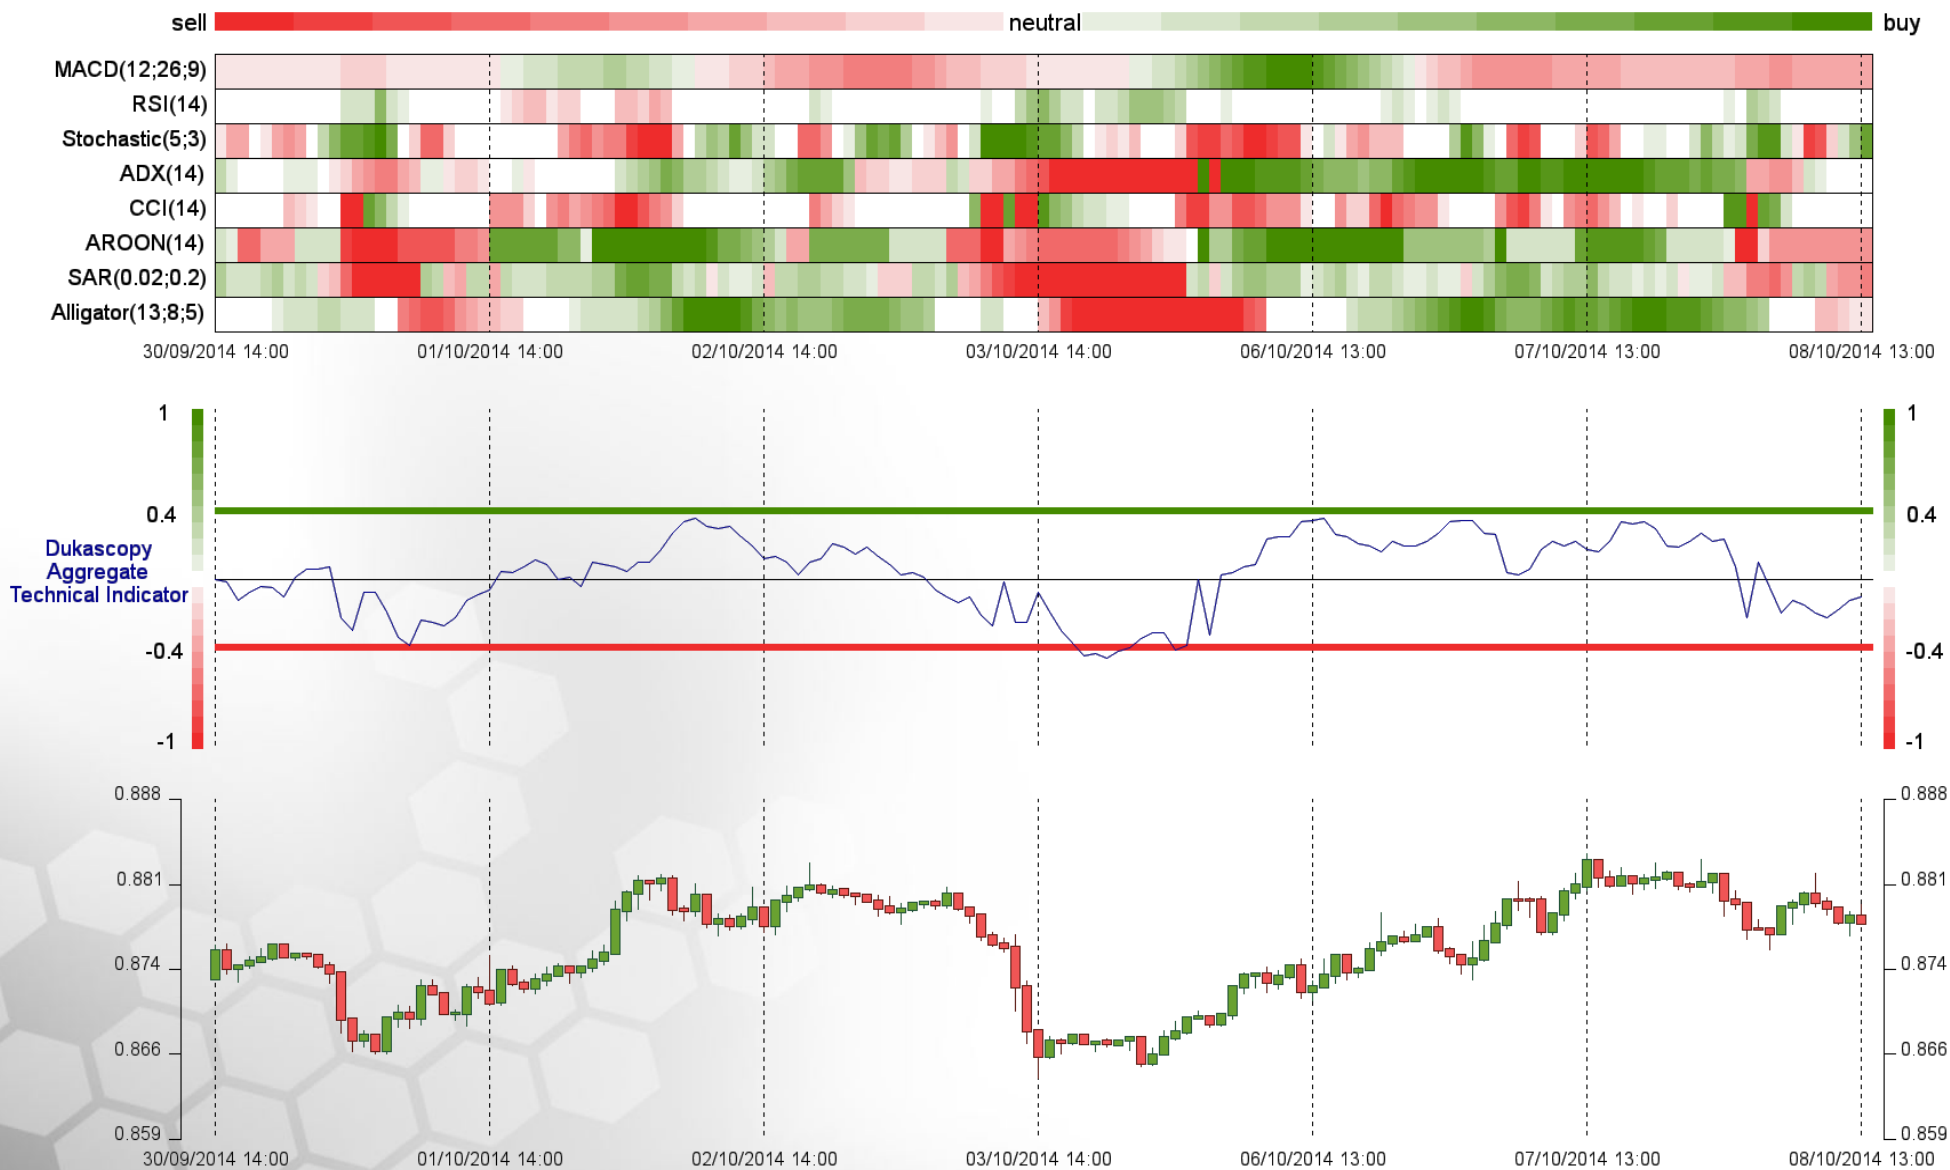 sell neutral buy
MACD(12;26;9)
RSI(14)
Stochastic(5;3)
ADX(14)
CCI(14)
AROON(14)
SAR(0.02;0.2)
Alligator(13;8;5)
30/09/2014 14:00 01/10/2014 14:00 02/10/2014 14:00 03/10/2014 14:00 06/10/2014 13:00 07/10/2014 13:00 08/10/2014 13:00
1 1
0.4 0.4
Dukascopy
Aggregate
Technical Indicator
-0.4 -0.4
-1 -1
0.888 0.888
0.881 0.881
0.874 0.874
0.866 0.866
0.859 0.859
30/09/2014 14:00 01/10/2014 14:00 02/10/2014 14:00 03/10/2014 14:00 06/10/2014 13:00 07/10/2014 13:00 08/10/2014 13:00